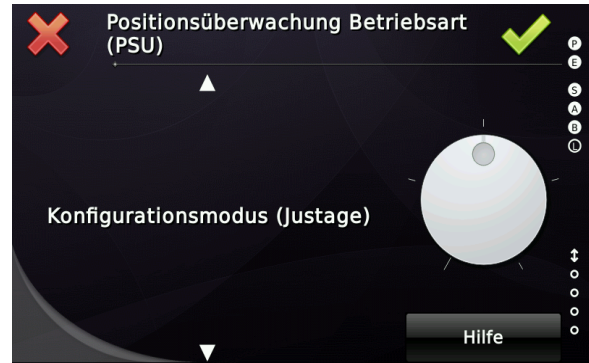 Positionsüberwachung Betriebsart
(PSU)
P
E
S
A
B
L
Konfigurationsmodus (Justage)
Hilfe